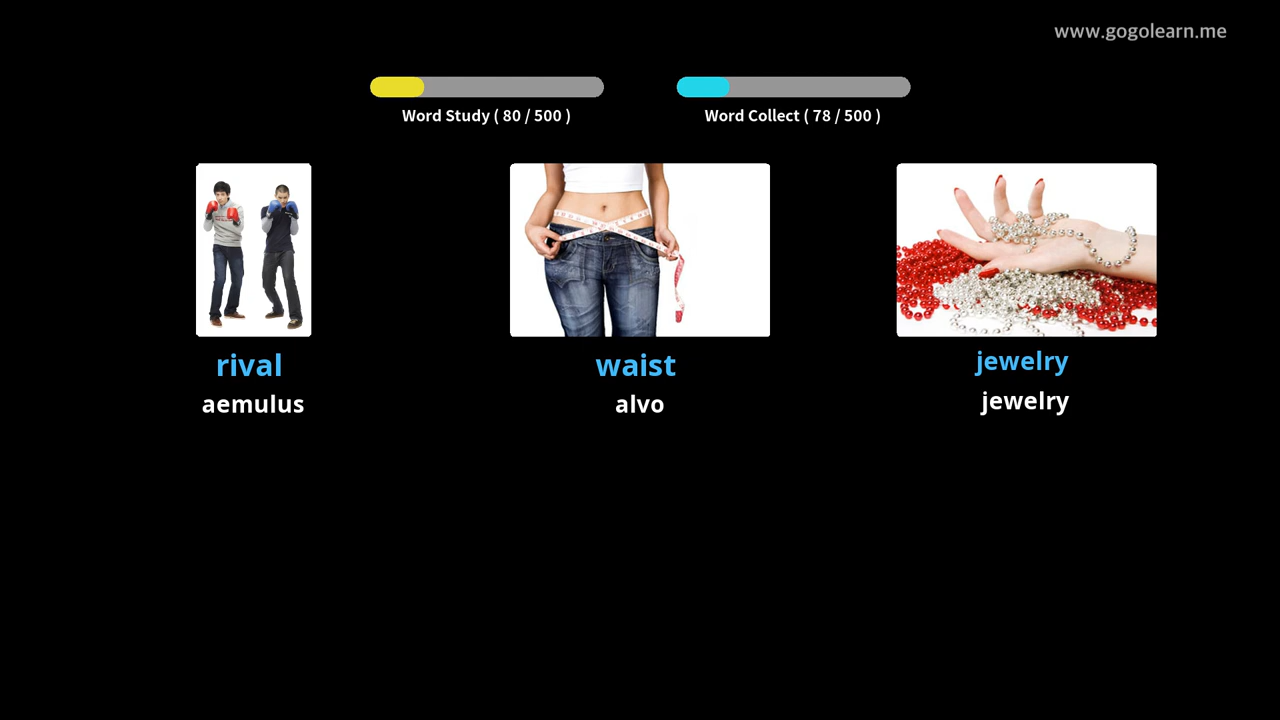 www.gogolearn.me
Word Study ( 80 / 500 )
Word Collect ( 78 / 500 )
rival
aemulus
waist
alvo
jewelry
jewelry